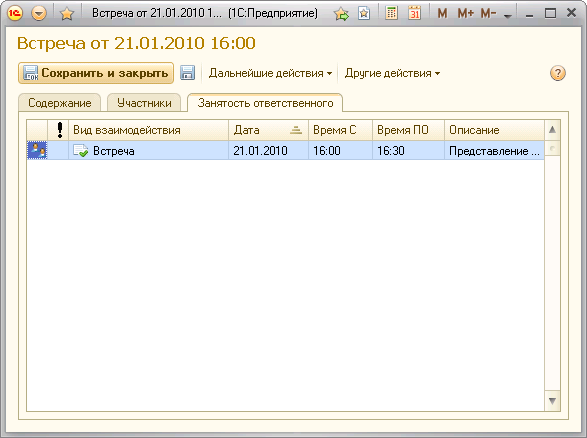 Встреча от 21.01.2010 1... (1С:Предприятие) 31 M M+ M-
Встреча от 21.01.2010 16:00
Сохранить и закрыть Дальнейшие действия Другие действия ?
Содержание Участники Занятость ответственного
! Вид взаимодействия Дата Время С Время ПО Описание
Встреча 21.01.2010 16:00 16:30 Представление ...